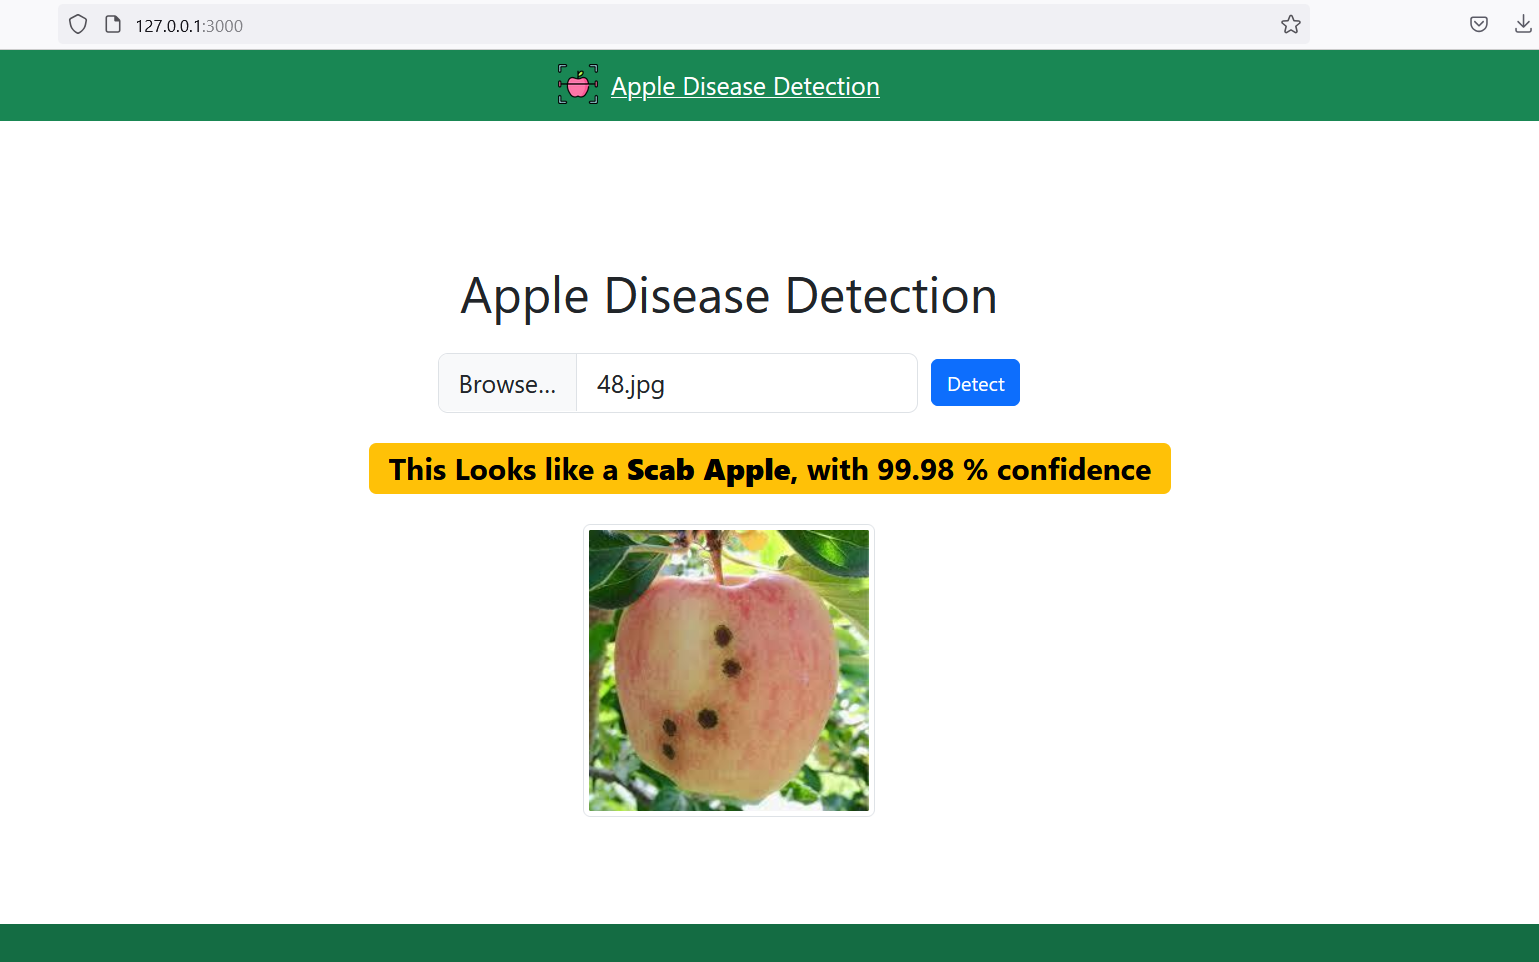 127.0.0.1:3000
Apple Disease Detection
Apple Disease Detection
Browse... 48.jpg Detect
This Looks like a Scab Apple, with 99.98 % confidence